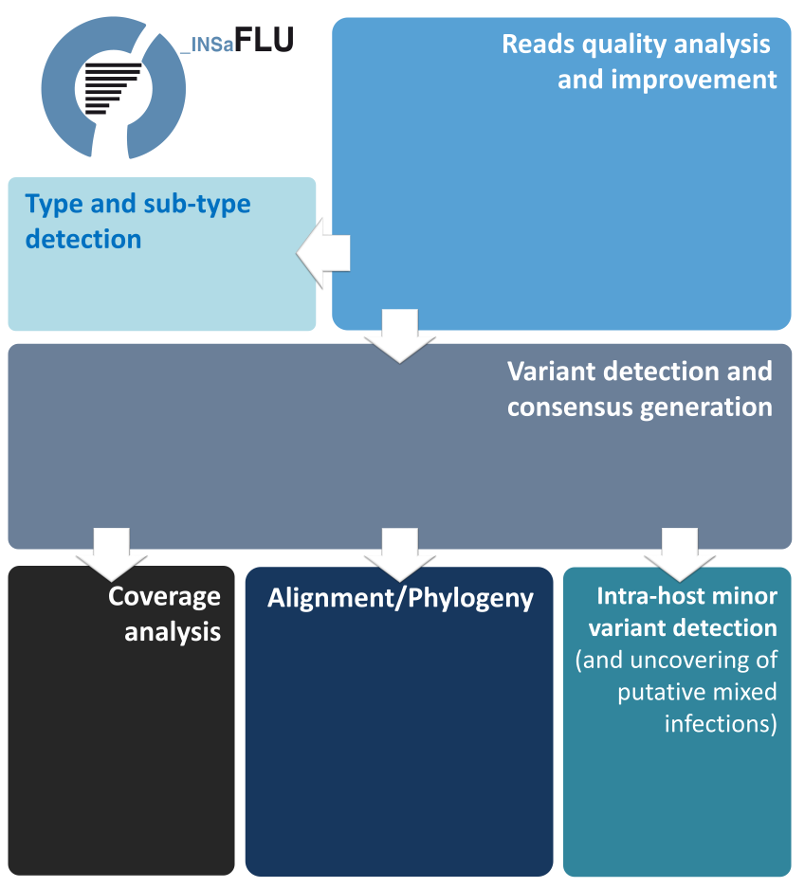 _INSaFLU
Reads quality analysis
and improvement
Type and sub-type
detection
Variant detection and
consensus generation
Coverage
analysis
Alignment/Phylogeny
Intra-host minor
variant detection
(and uncovering of
putative mixed
infections)